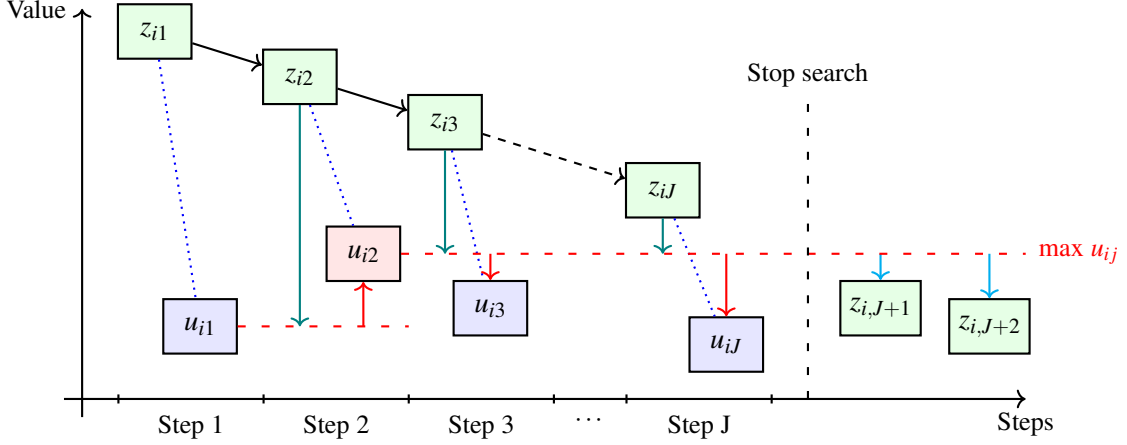 Value
z_{i1}
z_{i2}
Stop search
z_{i3}
z_{iJ}
u_{i2}
max u_{ij}
u_{i1}
u_{i3}
u_{iJ}
z_{i,J+1}
z_{i,J+2}
Step 1
Step 2
Step 3
...
Step J
Steps